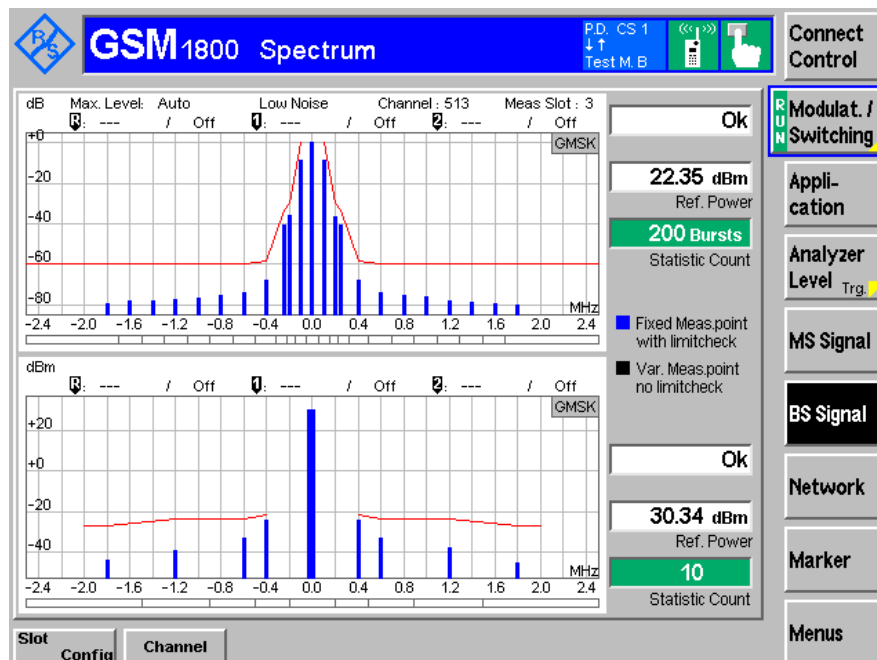 R S
GSM 1800 Spectrum
P.D. CS 1
↓ ↑
Test M. B
Connect
Control
dB Max. Level: Auto Low Noise Channel : 513 Meas Slot : 3
R: --- / Off 1: --- / Off 2: --- / Off
+0
GMSK
-20
-40
-60
-80
MHz
-2.4 -2.0 -1.6 -1.2 -0.8 -0.4 0.0 0.4 0.8 1.2 1.6 2.0 2.4
Ok
22.35 dBm
Ref. Power
200 Bursts
Statistic Count
Fixed Meas.point
with limitcheck
Var. Meas.point
no limitcheck
dBm
R: --- / Off 1: --- / Off 2: --- / Off
GMSK
+20
+0
-20
-40
MHz
-2.4 -2.0 -1.6 -1.2 -0.8 -0.4 0.0 0.4 0.8 1.2 1.6 2.0 2.4
Ok
30.34 dBm
Ref. Power
10
Statistic Count
RUN
Modulat. /
Switching
Appli-
cation
Analyzer
Level Trg.
MS Signal
BS Signal
Network
Marker
Menus
Slot
Config
Channel